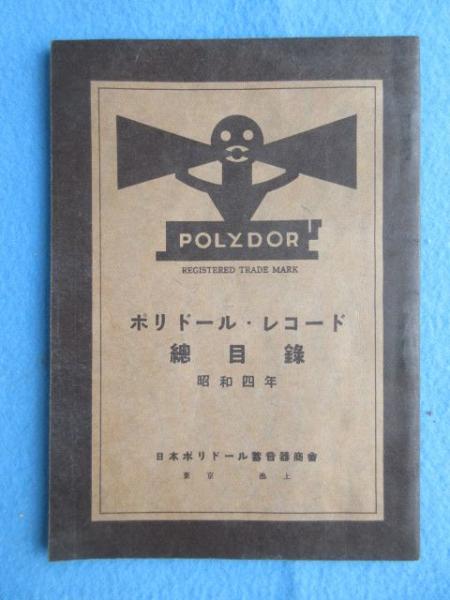 POLYDOR
REGISTERED TRADE MARK
ポリドール・レコード
總目錄
昭和四年
日本ポリドール蓄音器商會
東京 池上